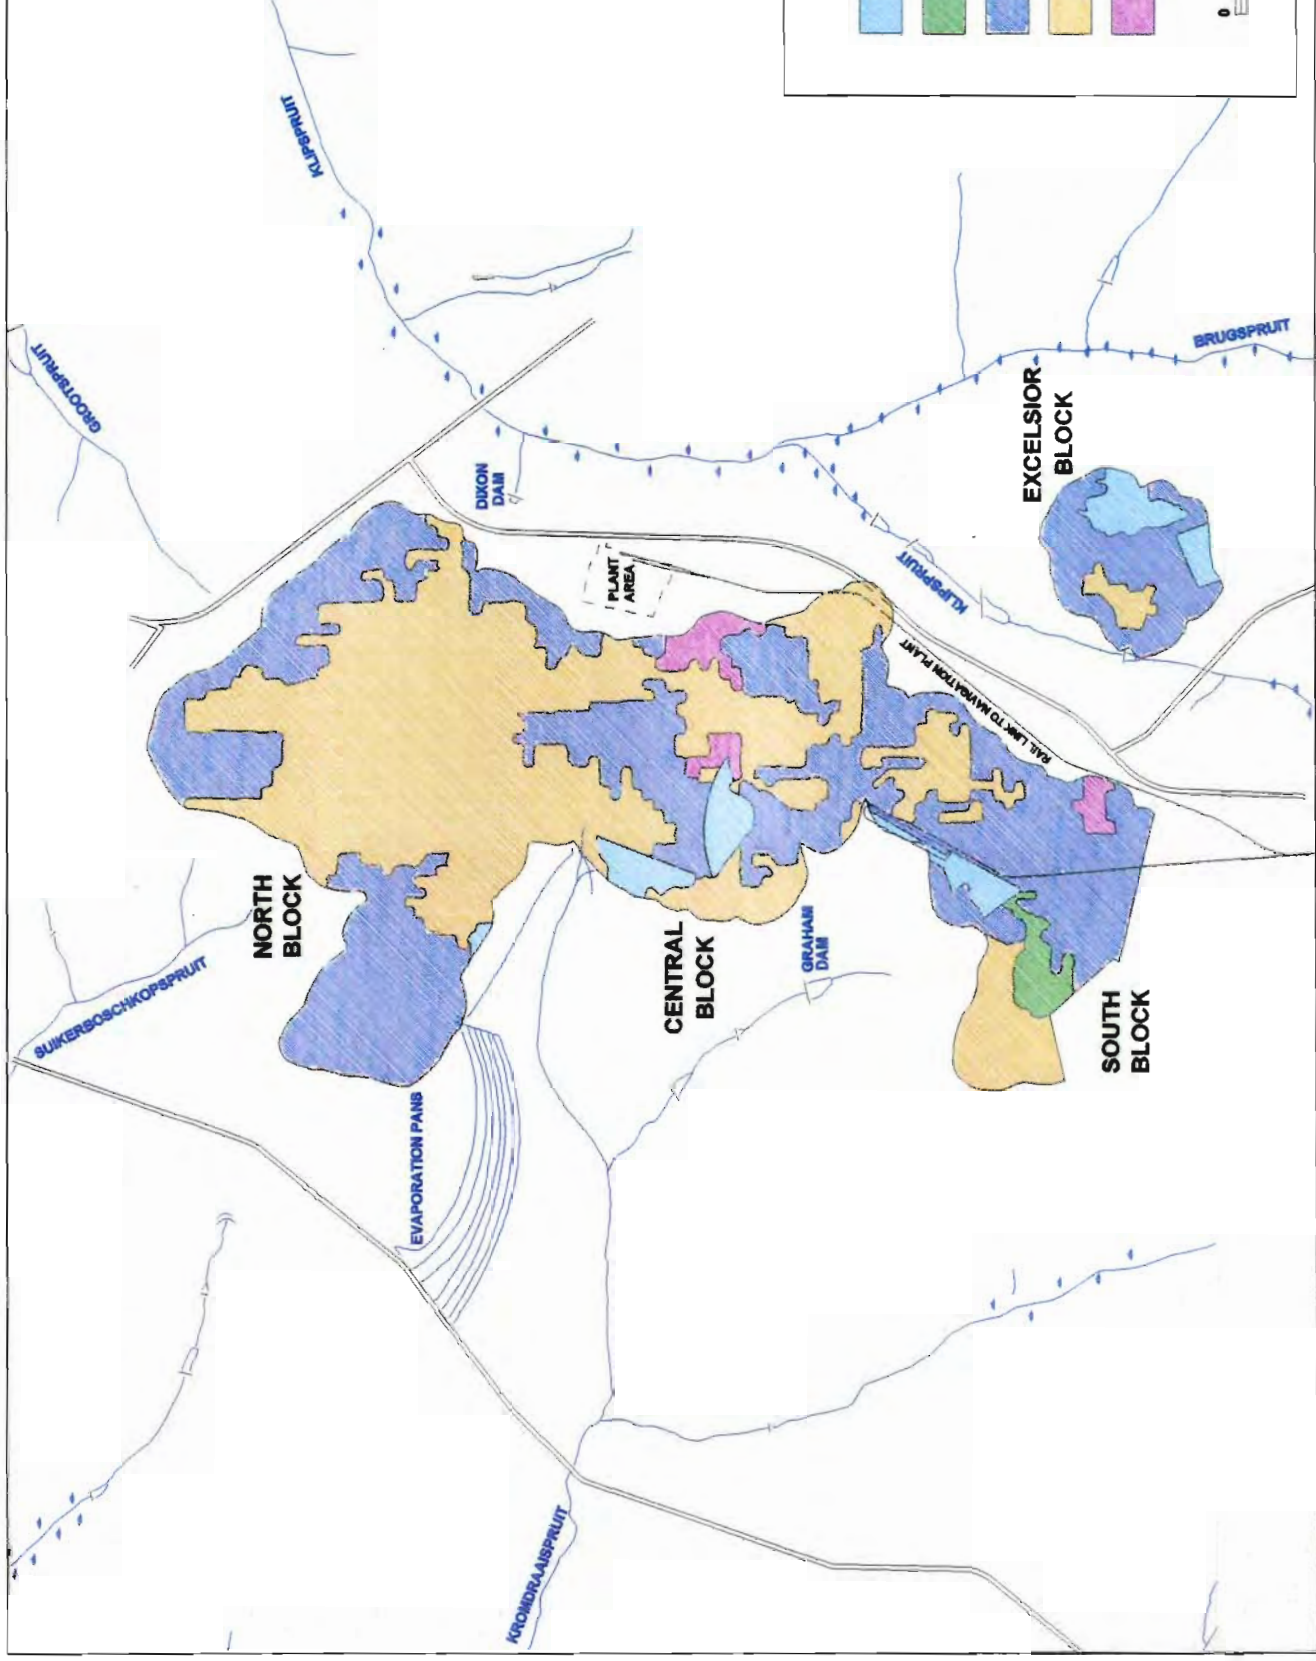 KLIPSPRUIT
GROOTSPRUIT
BRUGSPRUIT
EXCELSIOR
BLOCK
DIXON
DAM
PLANT
AREA
KLIPSPRUIT
RAIL LINK TO NAVIGATION PLANT
NORTH
BLOCK
SUIKERBOSCHKOPSPRUIT
CENTRAL
BLOCK
GRAHAM
DAM
SOUTH
BLOCK
EVAPORATION PANS
KROMDRAAISPRUIT
0